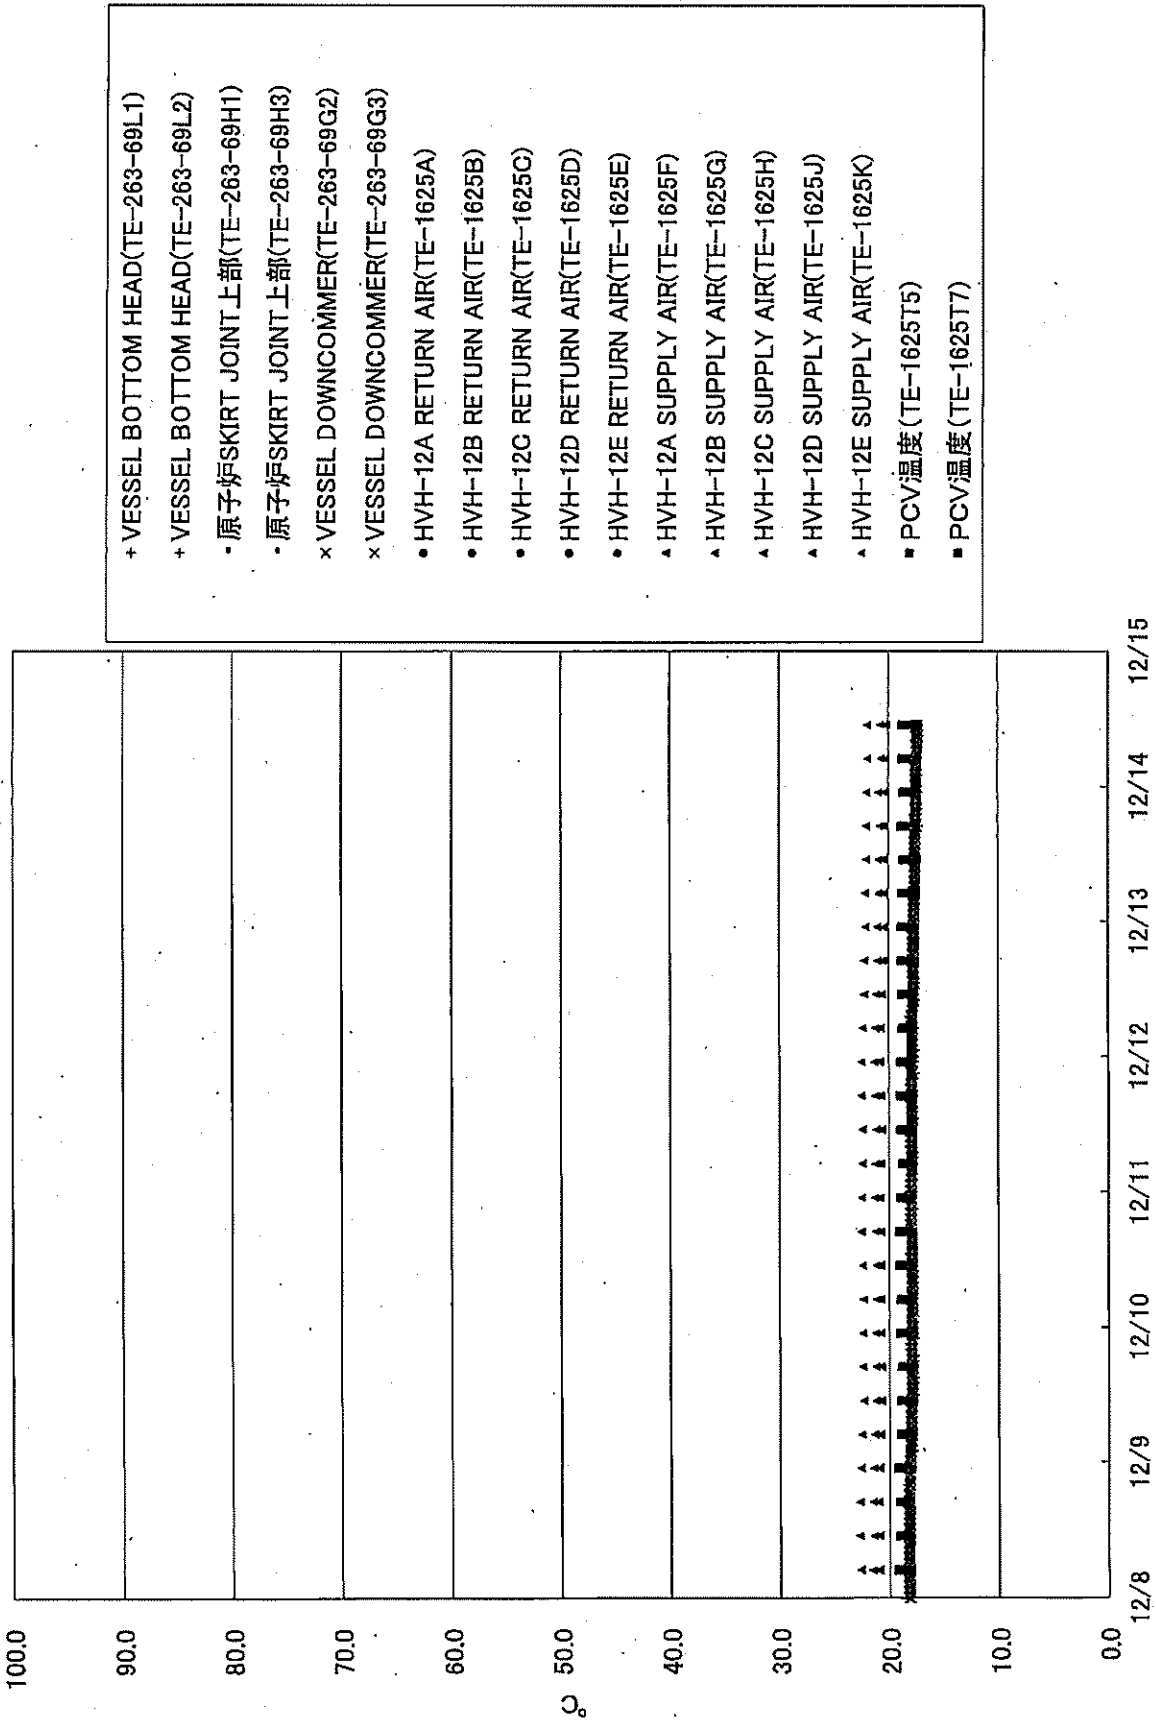 100.0
90.0
80.0
70.0
60.0
50.0
40.0
30.0
20.0
10.0
0.0
℃
12/8
12/9
12/10
12/11
12/12
12/13
12/14
12/15
+ VESSEL BOTTOM HEAD(TE-263-69L1)
+ VESSEL BOTTOM HEAD(TE-263-69L2)
- 原子炉SKIRT JOINT上部(TE-263-69H1)
- 原子炉SKIRT JOINT上部(TE-263-69H3)
× VESSEL DOWNCOMMER(TE-263-69G2)
× VESSEL DOWNCOMMER(TE-263-69G3)
● HVH-12A RETURN AIR(TE-1625A)
● HVH-12B RETURN AIR(TE-1625B)
● HVH-12C RETURN AIR(TE-1625C)
● HVH-12D RETURN AIR(TE-1625D)
● HVH-12E RETURN AIR(TE-1625E)
▲ HVH-12A SUPPLY AIR(TE-1625F)
▲ HVH-12B SUPPLY AIR(TE-1625G)
▲ HVH-12C SUPPLY AIR(TE-1625H)
▲ HVH-12D SUPPLY AIR(TE-1625J)
▲ HVH-12E SUPPLY AIR(TE-1625K)
■ PCV温度(TE-1625T5)
■ PCV温度(TE-1625T7)